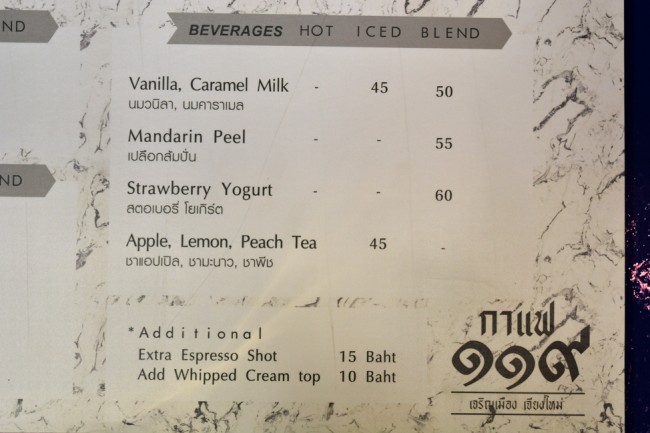 ND
BEVERAGES HOT ICED BLEND
Vanilla, Caramel Milk - 45 50
นมวนิลา, นมคาราเมล
Mandarin Peel - - 55
เปลือกส้มปั่น
ND
Strawberry Yogurt - - 60
สตอเบอรี่ โยเกิร์ต
Apple, Lemon, Peach Tea 45 -
ชาแอปเปิล, ชามะนาว, ชาพีช
*Additional
Extra Espresso Shot 15 Baht
Add Whipped Cream top 10 Baht
กาแฟ
๑๑๙
เจริญเมือง เชียงใหม่